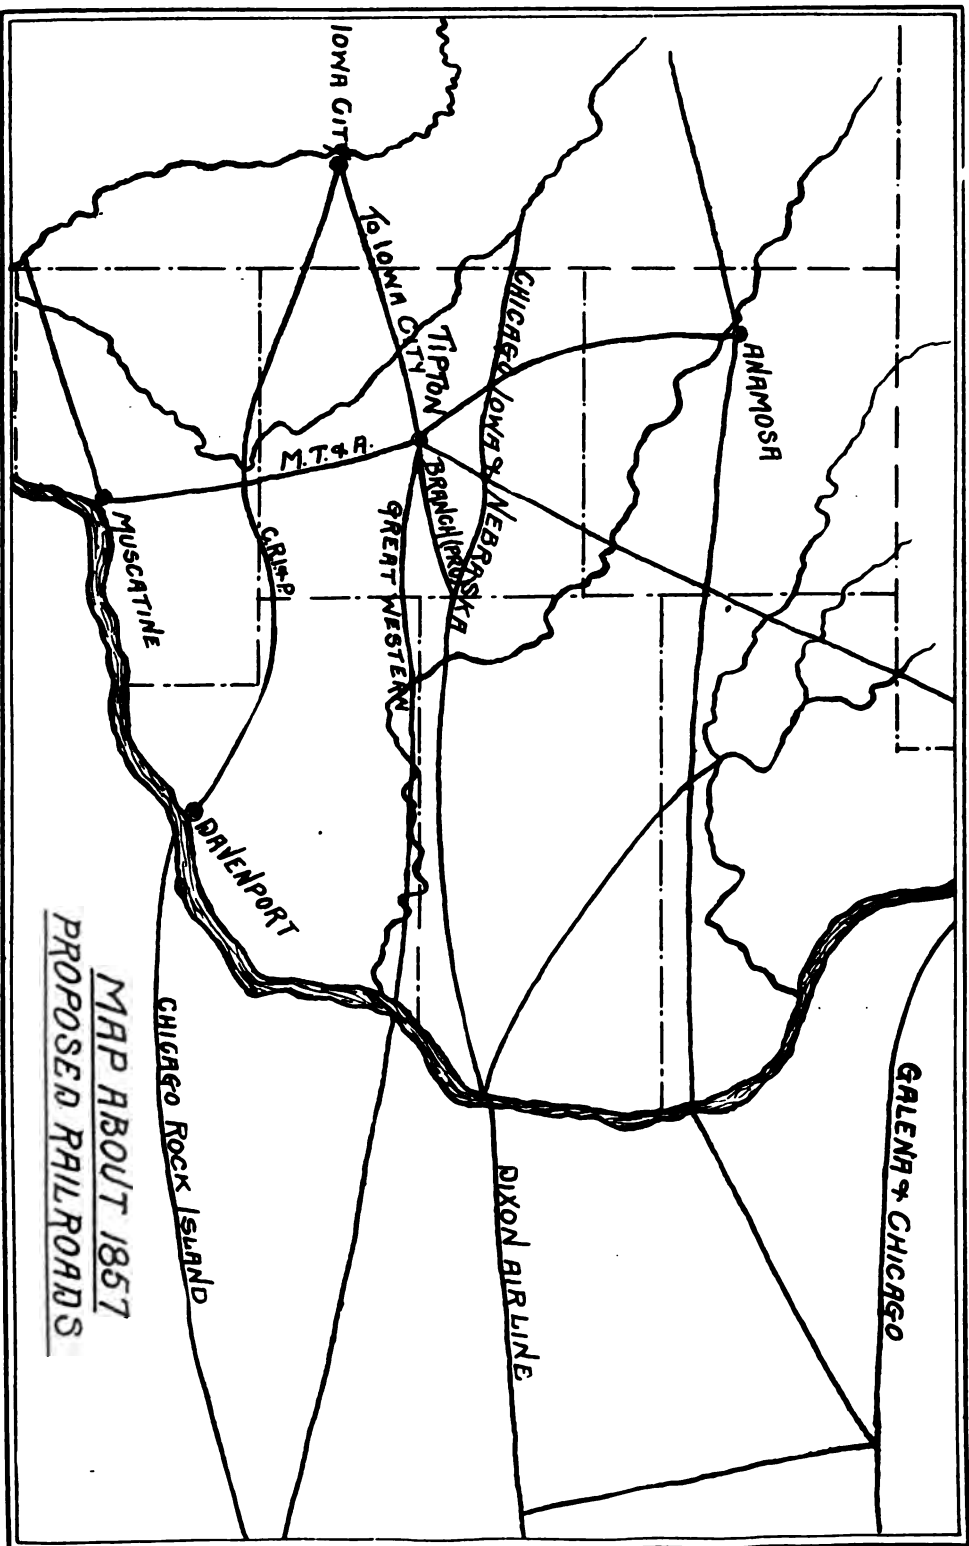 GALENA & CHICAGO
ANAMOSA
CHICAGO IOWA & NEBRASKA
DIXON AIR LINE
TIPTON
BRANCH (PRO.
TO IOWA CITY
GREAT WESTERN
IOWA CITY
M.T. & A.
C.R.I. & P.
DAVENPORT
CHICAGO ROCK ISLAND
MUSCATINE
MAP ABOUT 1857
PROPOSED RAILROADS